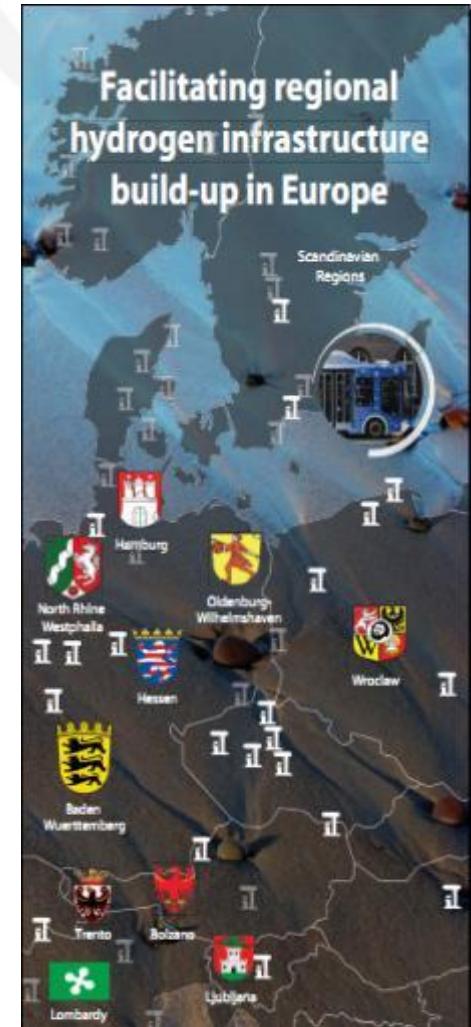 Facilitating regional
hydrogen infrastructure
build-up in Europe
Scandinavian
Regions
Hamburg
North Rhine
Westphalia
Oldenburg-
Wilhelmshaven
Hessen
Wroclaw
W
Baden
Wuerttemberg
Trento
Bolzano
Ljubljana
Lombardy